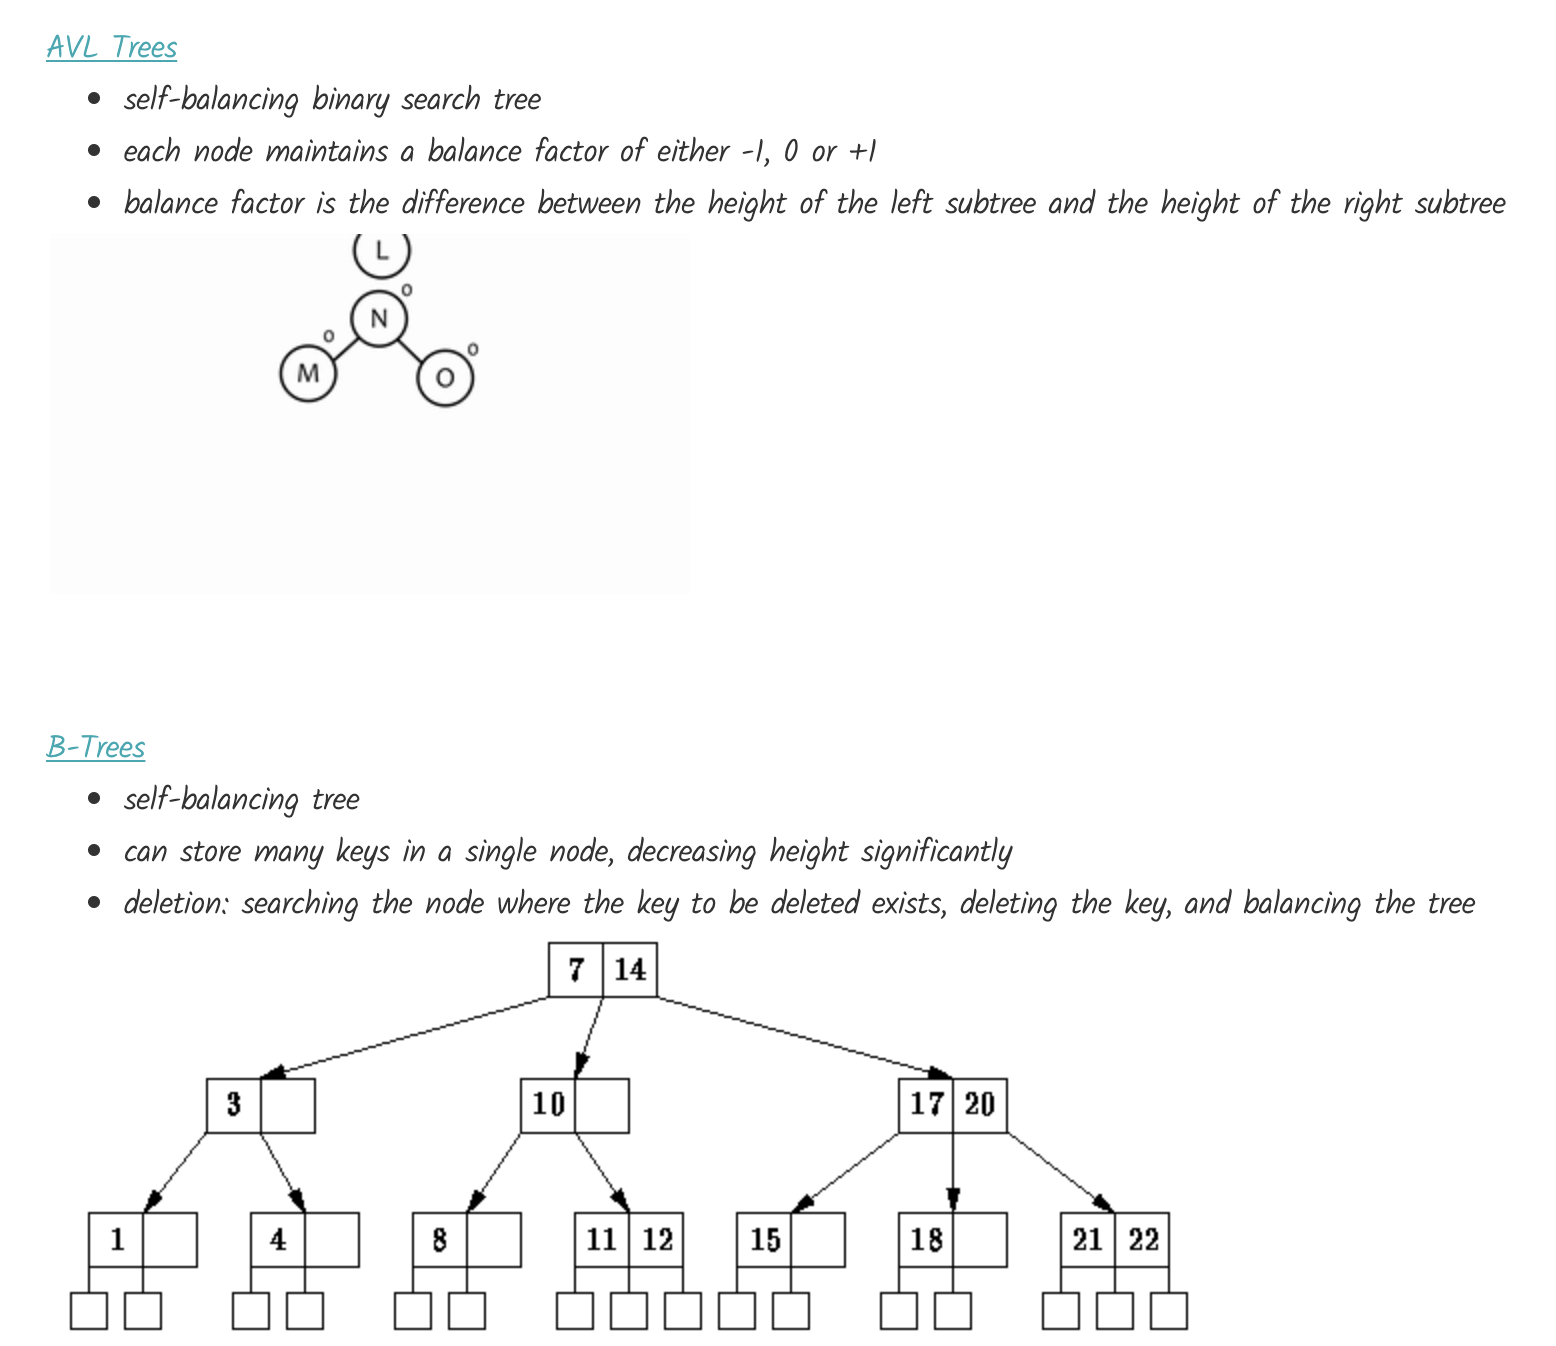 AVL Trees
self-balancing binary search tree
each node maintains a balance factor of either -1, 0 or +1
balance factor is the difference between the height of the left subtree and the height of the right subtree
L
0
N
0
M
0
O
B-Trees
self-balancing tree
can store many keys in a single node, decreasing height significantly
deletion: searching the node where the key to be deleted exists, deleting the key, and balancing the tree
7 14
3 10 17 20
1 4 8 11 12 15 18 21 22